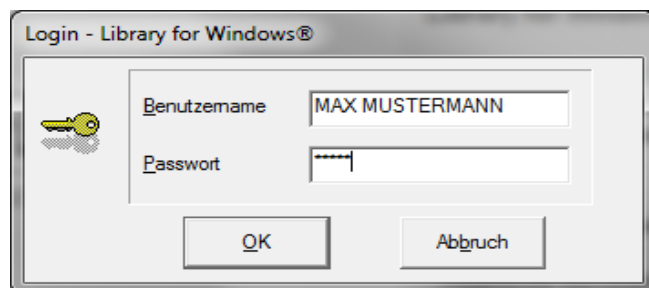 Login - Library for Windows®
Benutzername MAX MUSTERMANN
Passwort *****
OK Abbruch